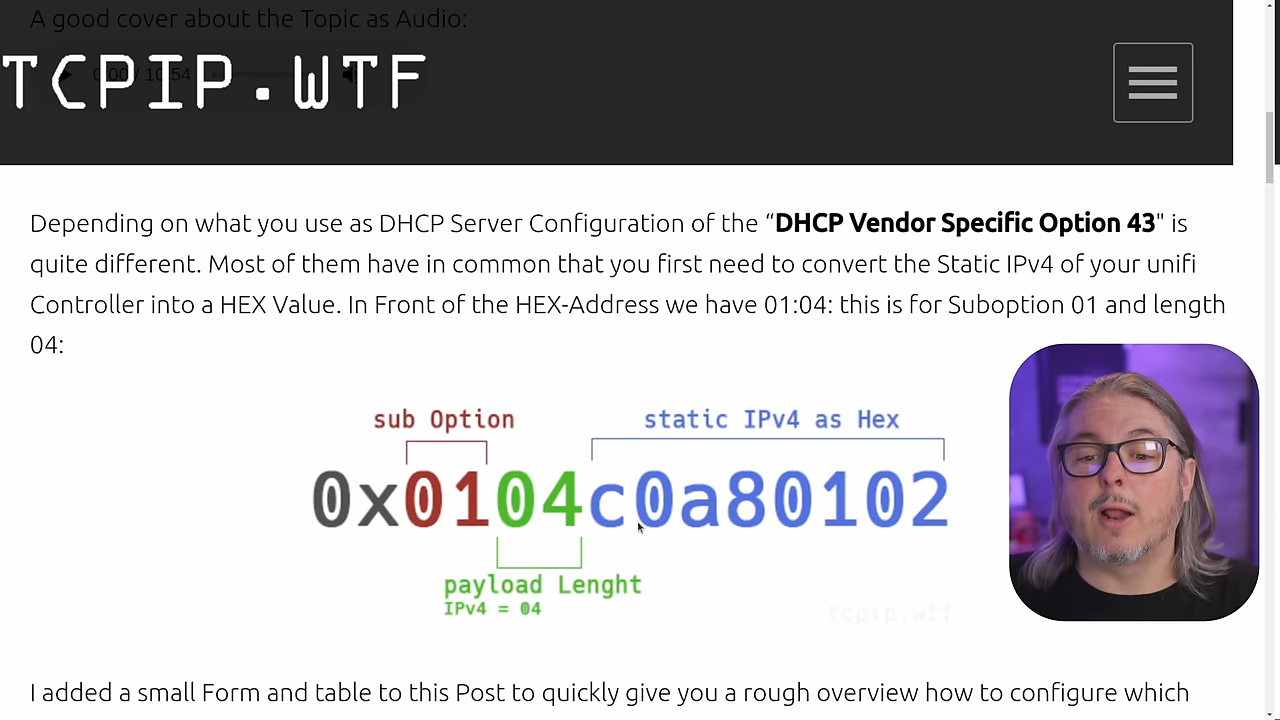 A good cover about the Topic as Audio:
0:00 / 10:54
TCPIP.WTF
Depending on what you use as DHCP Server Configuration of the “DHCP Vendor Specific Option 43" is
quite different. Most of them have in common that you first need to convert the Static IPv4 of your unifi
Controller into a HEX Value. In Front of the HEX-Address we have 01:04: this is for Suboption 01 and length
04:
sub Option
static IPv4 as Hex
0x0104c0a80102
payload Lenght
IPv4 = 04
tcpip.wtf
I added a small Form and table to this Post to quickly give you a rough overview how to configure which